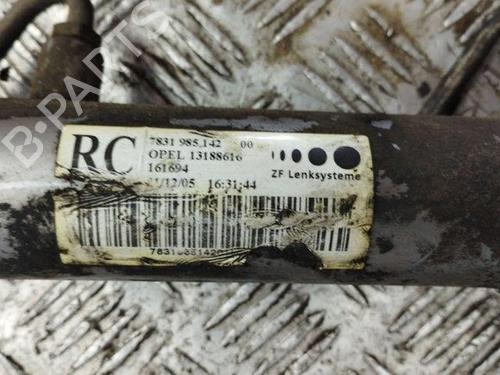 RC
7831 985,142 00
OPEL 13188616
161694
/12/05 16:31:44
ZF Lenksysteme
B-PARTS